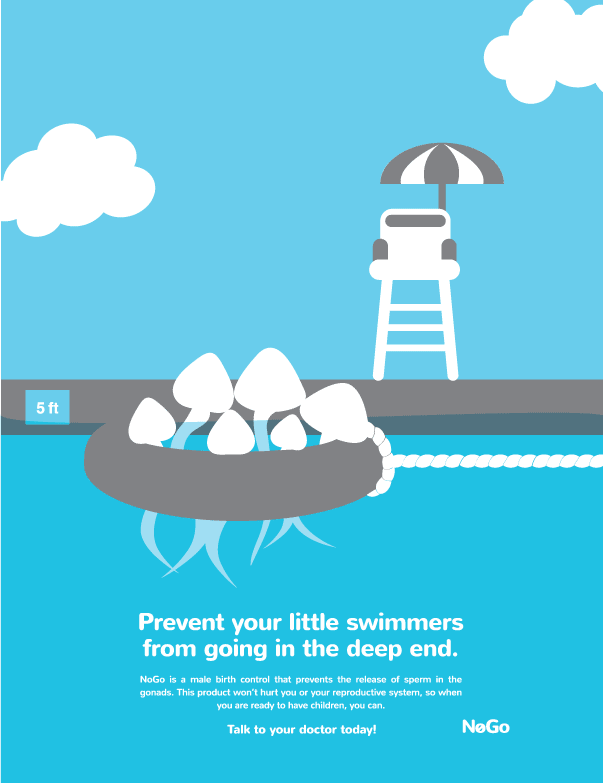 5 ft
Prevent your little swimmers
from going in the deep end.
NoGo is a male birth control that prevents the release of sperm in the
gonads. This product won't hurt you or your reproductive system, so when
you are ready to have children, you can.
Talk to your doctor today!
NøGo